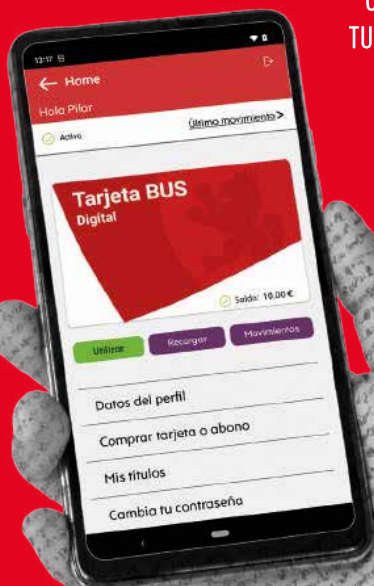 TU
13:17
← Home
Hola Pilar
Activa
Último movimiento >
Tarjeta BUS
Digital
Saldo: 10,00 €
Utilizar
Recargar
Movimientos
Datos del perfil
Comprar tarjeta o abono
Mis títulos
Cambia tu contraseña